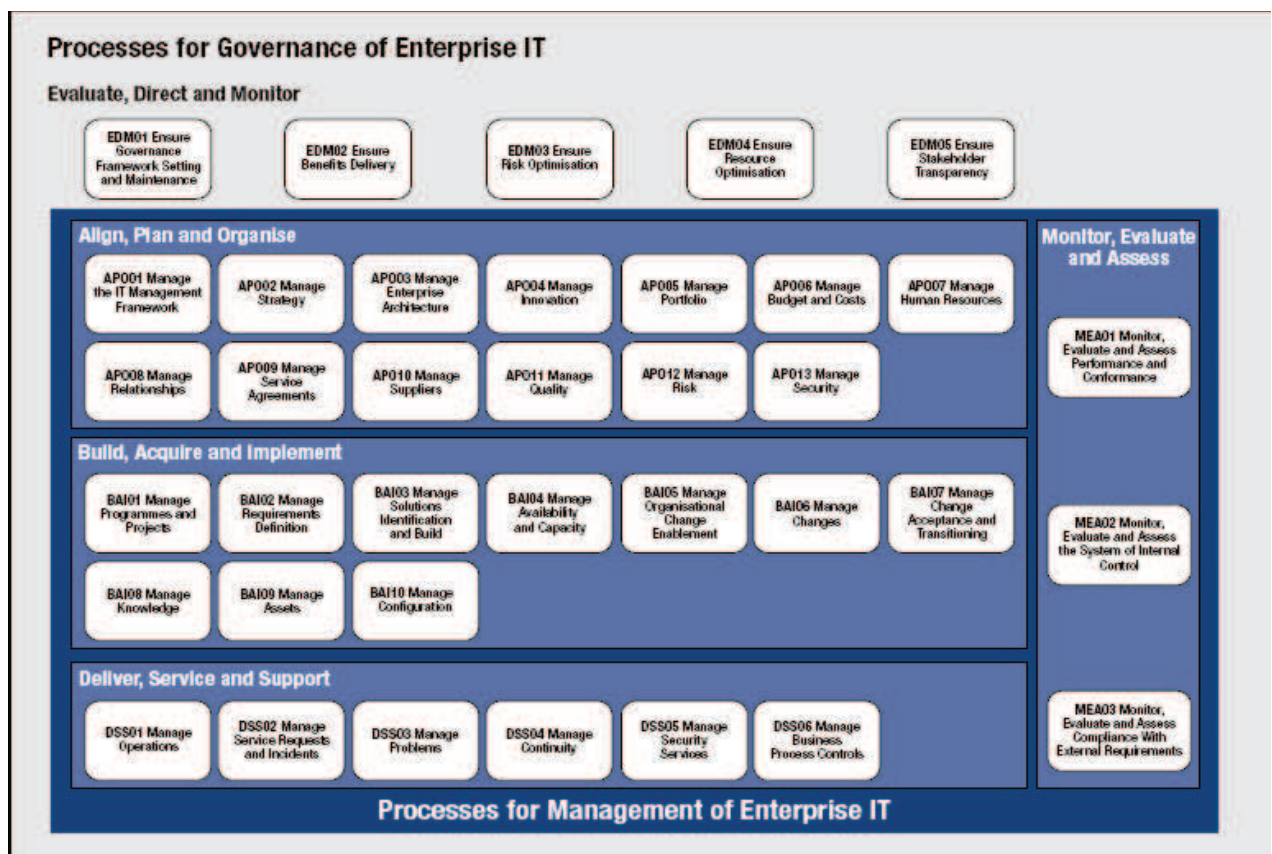 Processes for Governance of Enterprise IT
Evaluate, Direct and Monitor
EDM01 Ensure
Governance
Framework Setting
and Maintenance
EDM02 Ensure
Benefits Delivery
EDM03 Ensure
Risk Optimisation
EDM04 Ensure
Resource
Optimisation
EDM05 Ensure
Stakeholder
Transparency
Align, Plan and Organise
APO01 Manage
the IT Management
Framework
APO02 Manage
Strategy
APO03 Manage
Enterprise
Architecture
APO04 Manage
Innovation
APO05 Manage
Portfolio
APO06 Manage
Budget and Costs
APO07 Manage
Human Resources
APO08 Manage
Relationships
APO09 Manage
Service
Agreements
APO10 Manage
Suppliers
APO11 Manage
Quality
APO12 Manage
Risk
APO13 Manage
Security
Build, Acquire and Implement
BAI01 Manage
Programmes and
Projects
BAI02 Manage
Requirements
Definition
BAI03 Manage
Solutions
Identification
and Build
BAI04 Manage
Availability
and Capacity
BAI05 Manage
Organisational
Change
Enablement
BAI06 Manage
Changes
BAI07 Manage
Change
Acceptance and
Transitioning
BAI08 Manage
Knowledge
BAI09 Manage
Assets
BAI10 Manage
Configuration
Deliver, Service and Support
DSS01 Manage
Operations
DSS02 Manage
Service Requests
and Incidents
DSS03 Manage
Problems
DSS04 Manage
Continuity
DSS05 Manage
Security
Services
DSS06 Manage
Business
Process Controls
Monitor, Evaluate
and Assess
MEA01 Monitor,
Evaluate and Assess
Performance and
Conformance
MEA02 Monitor,
Evaluate and Assess
the System of Internal
Control
MEA03 Monitor,
Evaluate and Assess
Compliance With
External Requirements
Processes for Management of Enterprise IT